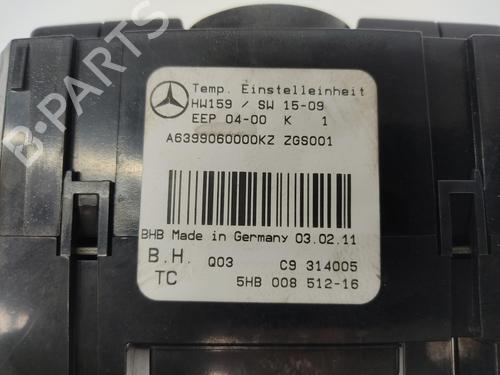 Temp. Einstelleinheit
HW159 / SW 15-09
EEP 04-00 K 1
A6399060000KZ ZGS001
BHB Made in Germany 03.02.11
B.H. Q03 C9 314005
TC 5HB 008 512-16
B-PARTS